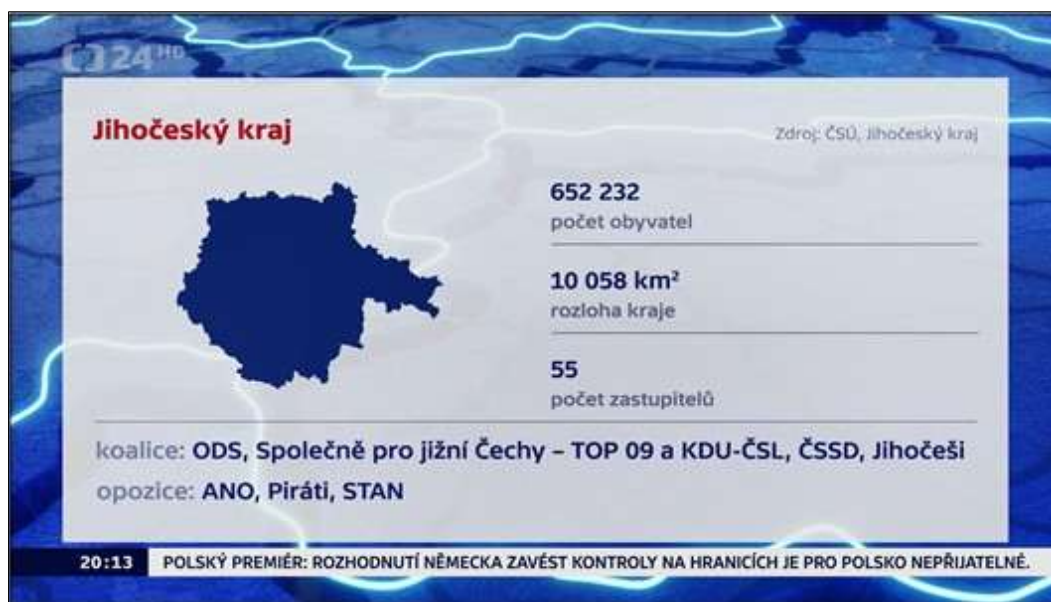 24 HD
Jihočeský kraj
Zdroj: ČSÚ, Jihočeský kraj
652 232
počet obyvatel
10 058 km²
rozloha kraje
55
počet zastupitelů
koalice: ODS, Společně pro jižní Čechy – TOP 09 a KDU-ČSL, ČSSD, Jihočeši
opozice: ANO, Piráti, STAN
20:13 POLSKÝ PREMIÉR: ROZHODNUTÍ NĚMECKA ZAVÉST KONTROLY NA HRANICÍCH JE PRO POLSKO NEPŘIJATELNÉ.